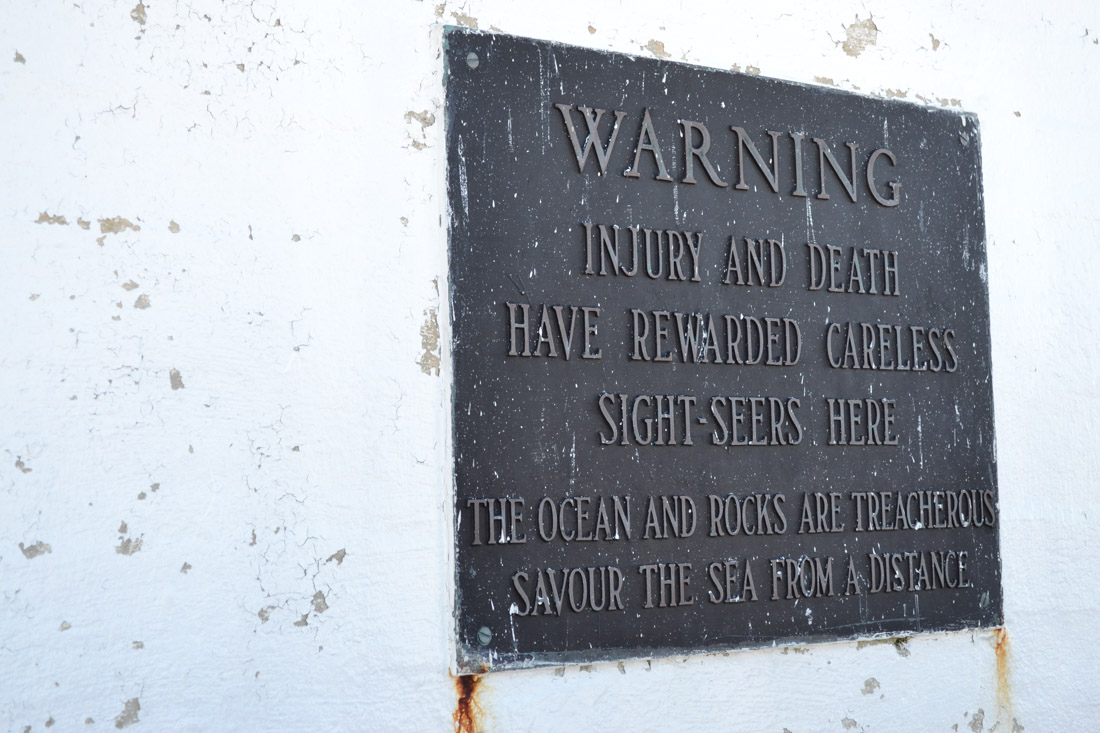 WARNING
INJURY AND DEATH
HAVE REWARDED CARELESS
SIGHT-SEERS HERE
THE OCEAN AND ROCKS ARE TREACHEROUS
SAVOUR THE SEA FROM A DISTANCE.